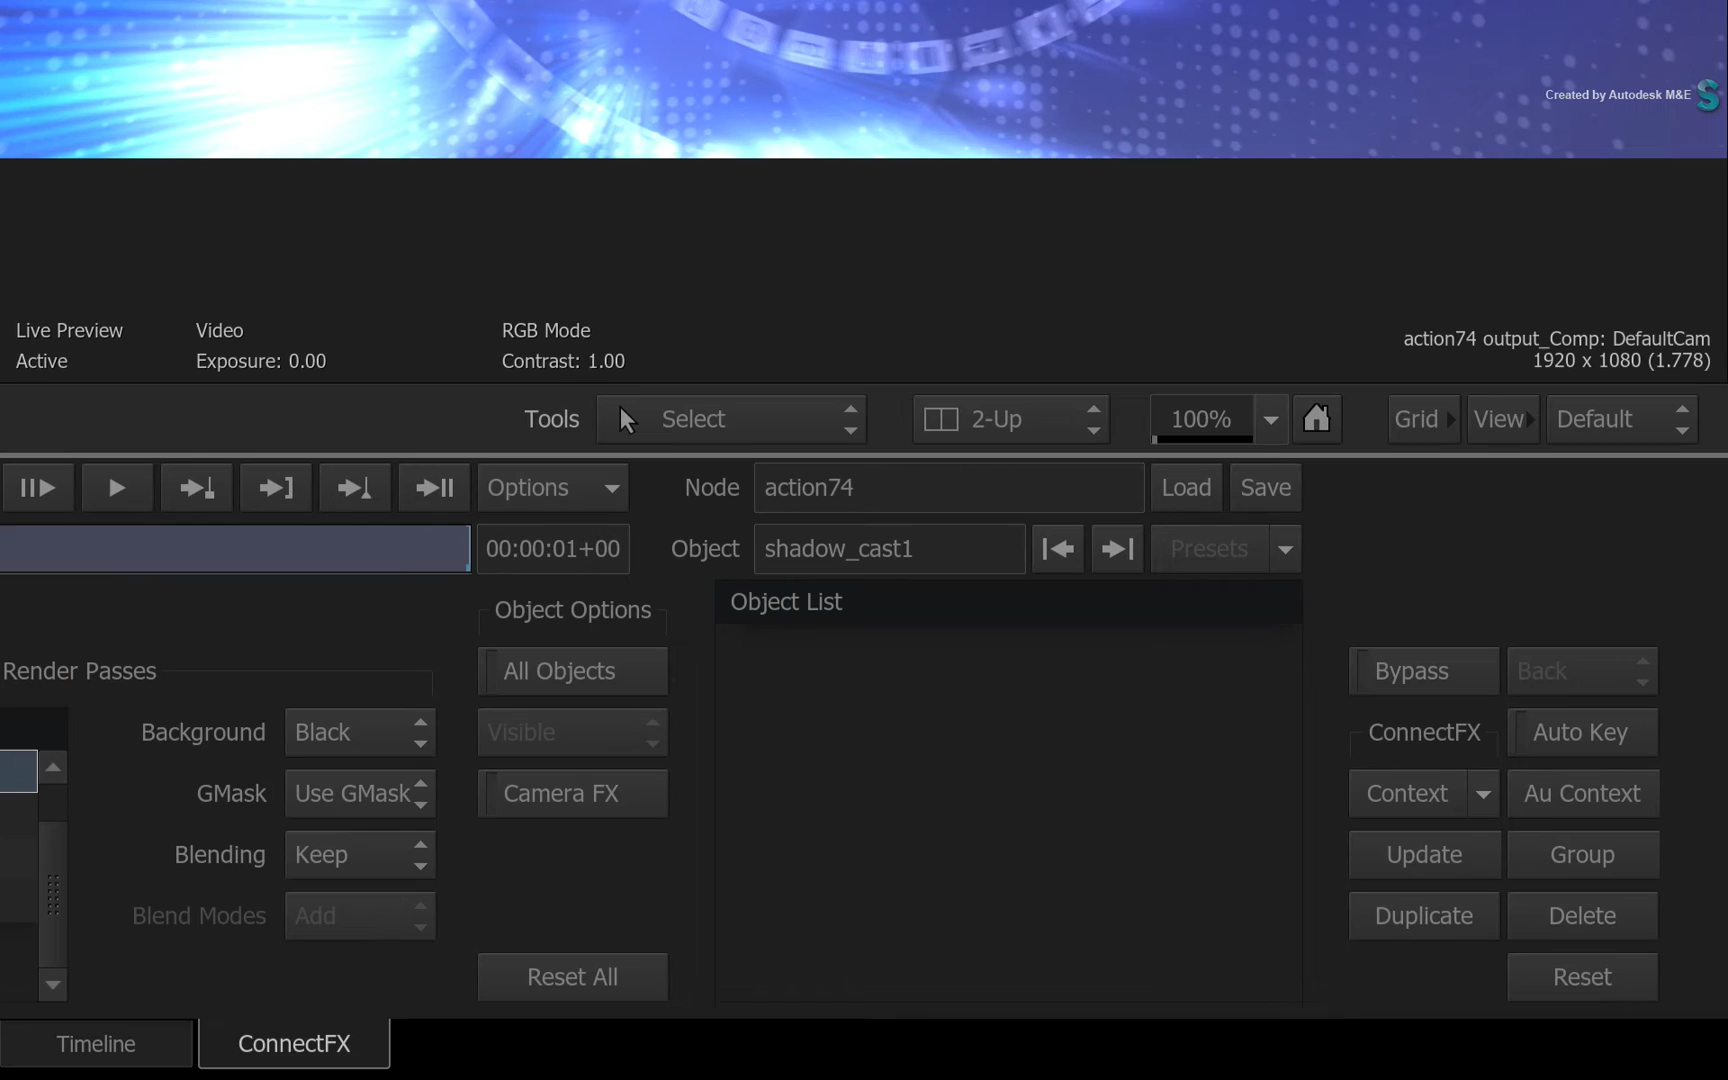 Created by Autodesk M&E
Live Preview
Active
Video
Exposure: 0.00
RGB Mode
Contrast: 1.00
action74 output_Comp: DefaultCam
1920 x 1080 (1.778)
Tools
Select
2-Up
100%
Grid
View
Default
Options
Node
action74
Load
Save
00:00:01+00
Object
shadow_cast1
Presets
Render Passes
Background
Black
GMask
Use GMask
Blending
Keep
Blend Modes
Add
Object Options
All Objects
Visible
Camera FX
Reset All
Object List
Bypass
Back
ConnectFX
Auto Key
Context
Au Context
Update
Group
Duplicate
Delete
Reset
Timeline
ConnectFX